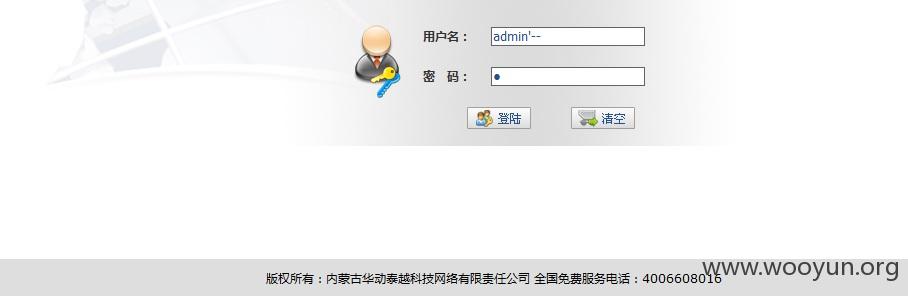 用户名：admin'--
密 码：●
登陆 清空
www.wooyun.org
版权所有：内蒙古华动泰越科技网络有限责任公司 全国免费服务电话：4006608016